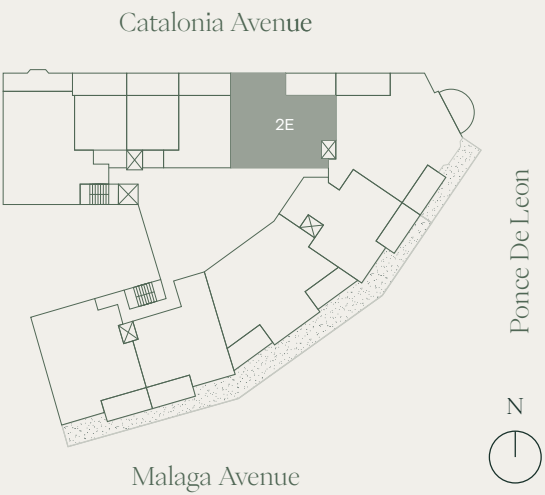 Catalonia Avenue
2E
Ponce De Leon
N
Malaga Avenue